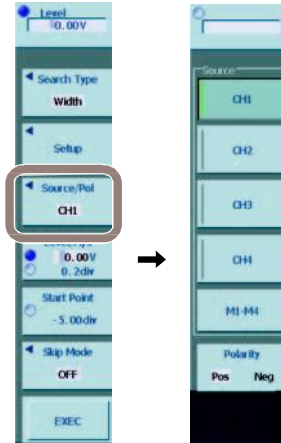 Level
0.00V
Search Type
Width
Setup
Source/Pol
CH1
0.00V
0.2div
Start Point
-5.00div
Skip Mode
OFF
EXEC
Source
CH1
CH2
CH3
CH4
M1-M4
Polarity
Pos Neg